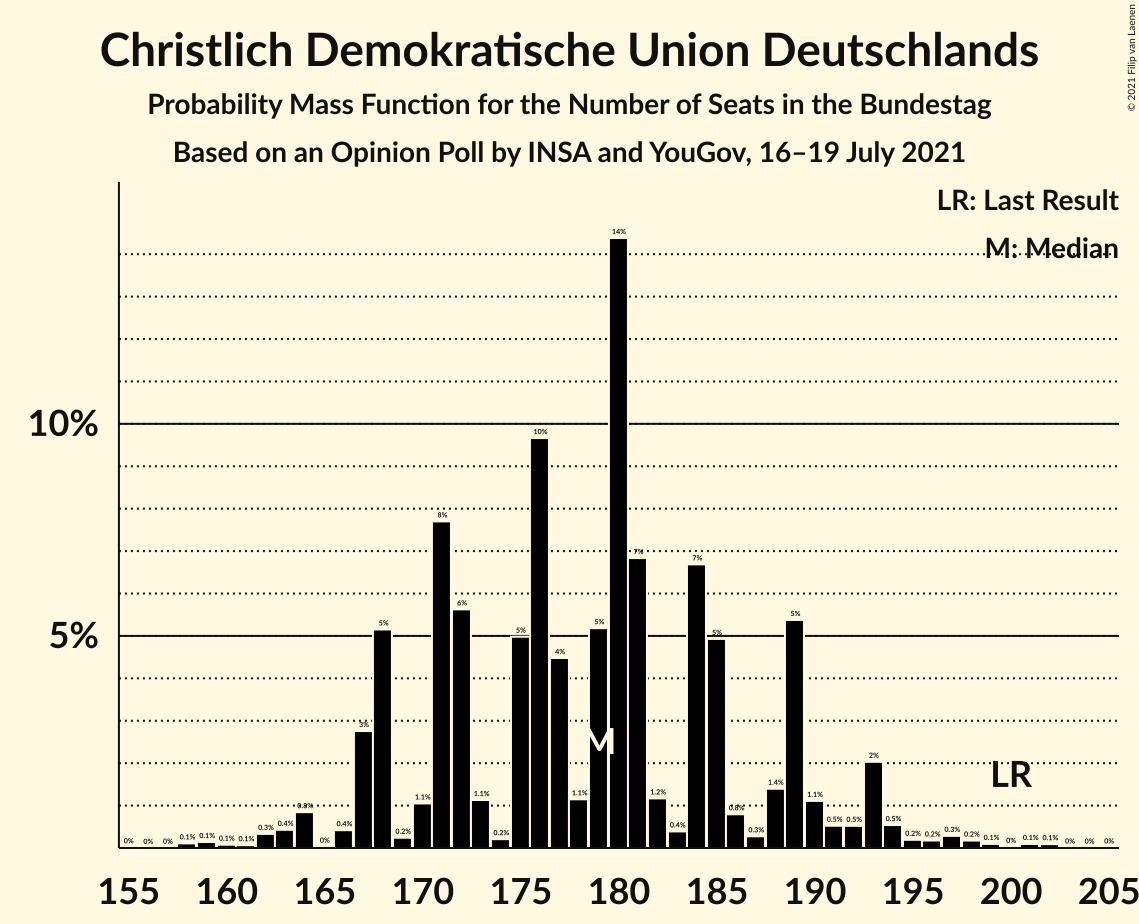 Christlich Demokratische Union Deutschlands
Probability Mass Function for the Number of Seats in the Bundestag
Based on an Opinion Poll by INSA and YouGov, 16–19 July 2021
© 2021 Filip van Laenen
LR: Last Result
M: Median
10%
5%
0% 0% 0% 0.1% 0.1% 0.1% 0.1% 0.3% 0.4% 0.8% 0% 0.4% 3% 5% 0.2% 1.1% 8% 6% 1.1% 0.2% 5% 10% 4% 1.1% 5% 14% 7% 1.2% 0.4% 7% 5% 0.8% 0.3% 1.4% 5% 1.1% 0.5% 0.5% 2% 0.5% 0.2% 0.2% 0.3% 0.2% 0.1% 0% 0.1% 0.1% 0% 0% 0%
M
LR
155 160 165 170 175 180 185 190 195 200 205